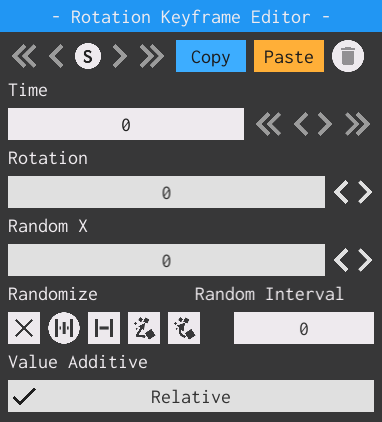 - Rotation Keyframe Editor -
S Copy Paste
Time
0
Rotation
0
Random X
0
Randomize Random Interval
0
Value Additive
Relative